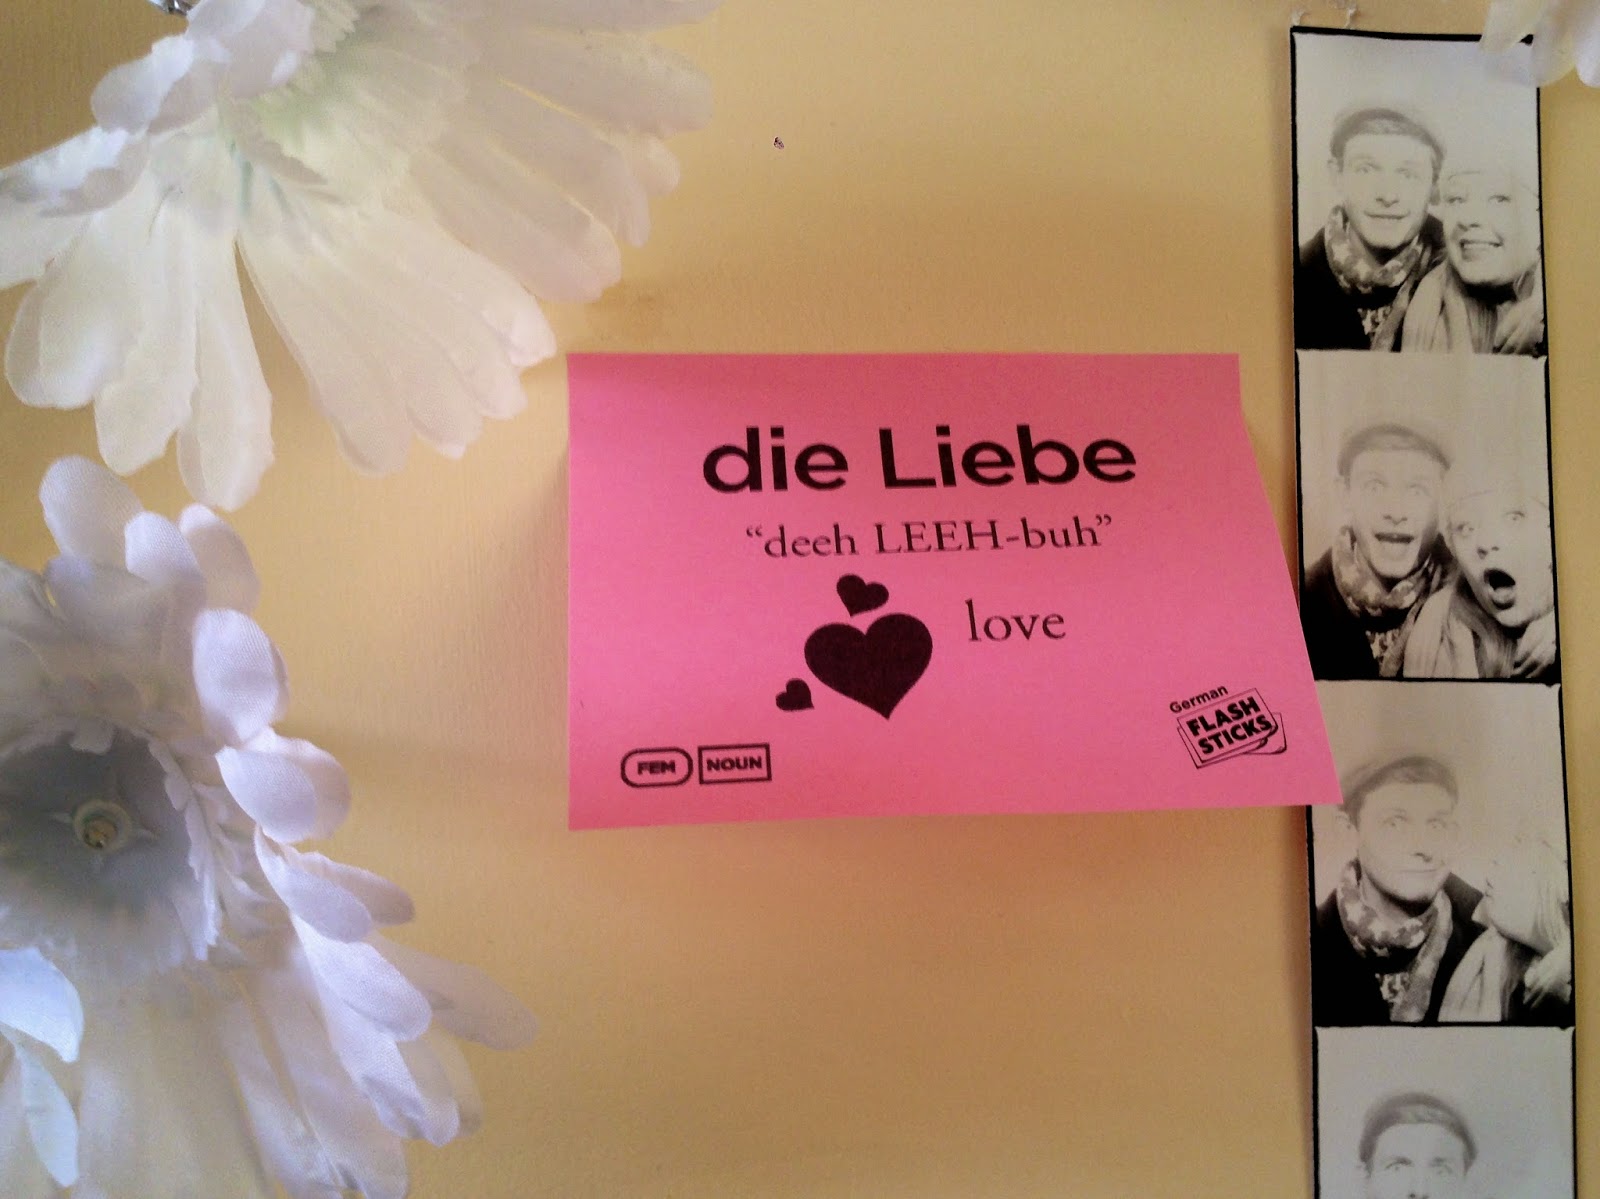 die Liebe
“deeh LEEH-buh”
love
German
FLASH
STICKS
FEM NOUN